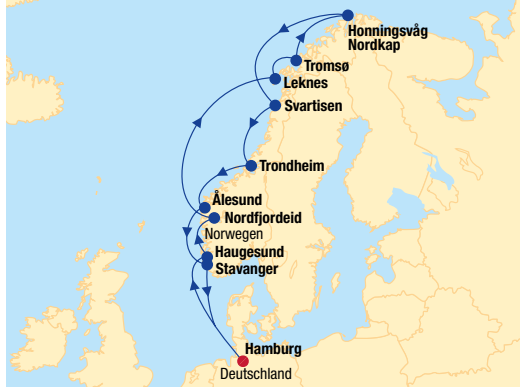 Honningsvåg
Nordkap
Tromsø
Leknes
Svartisen
Trondheim
Ålesund
Nordfjordeid
Norwegen
Haugesund
Stavanger
Hamburg
Deutschland